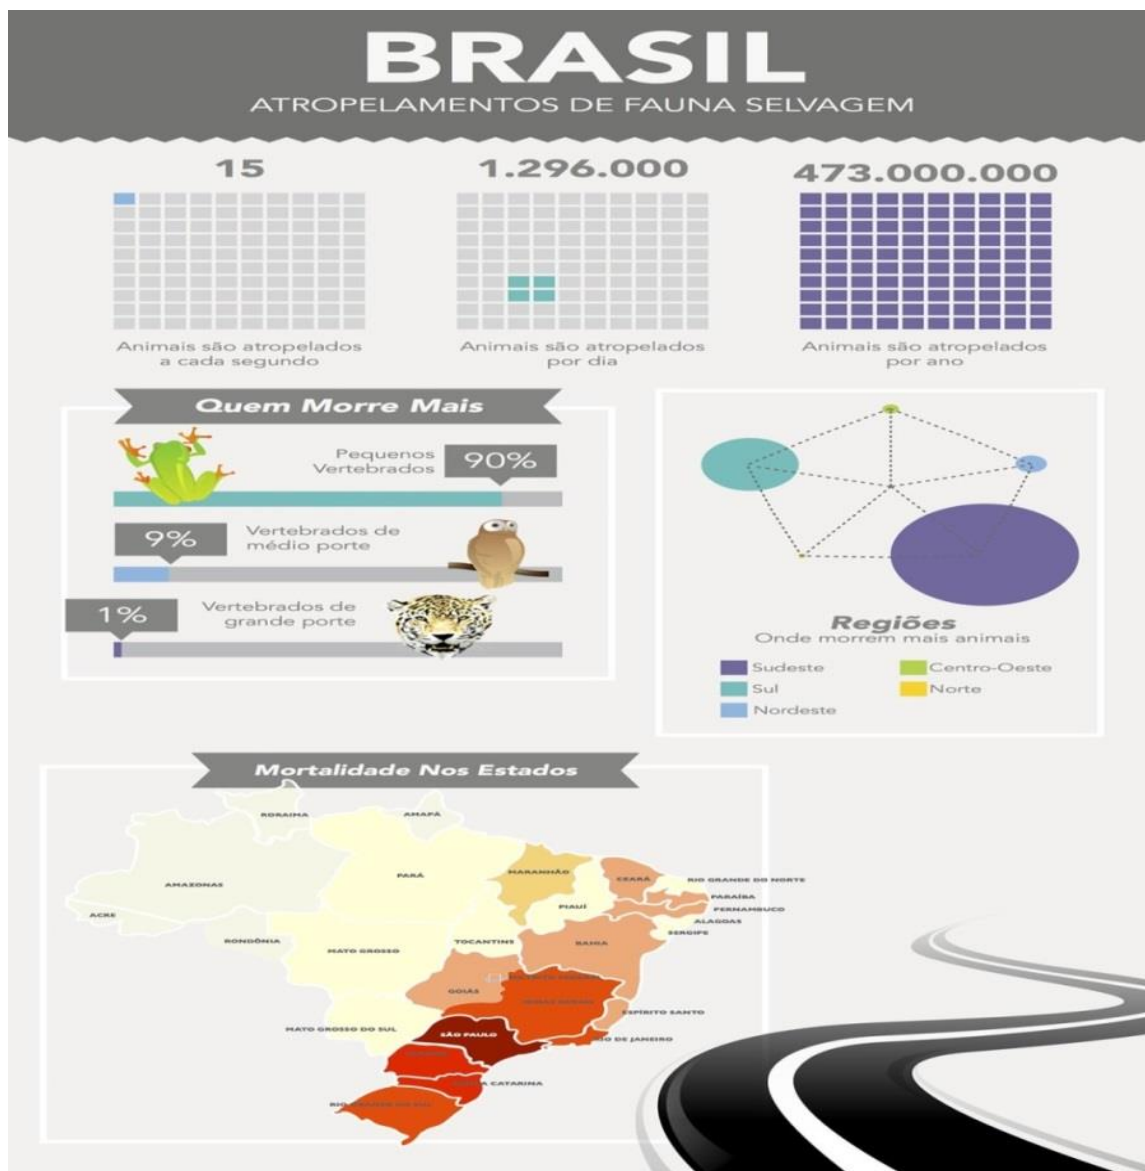 BRASIL
ATROPELAMENTOS DE FAUNA SELVAGEM
15
Animais são atropelados
a cada segundo
1.296.000
Animais são atropelados
por dia
473.000.000
Animais são atropelados
por ano
Quem Morre Mais
Pequenos
Vertebrados
90%
9%
Vertebrados de
médio porte
1%
Vertebrados de
grande porte
Regiões
Onde morrem mais animais
Sudeste
Sul
Nordeste
Centro-Oeste
Norte
Mortalidade Nos Estados
RORAIMA
AMAPÁ
AMAZONAS
PARÁ
MARANHÃO
CEARÁ
RIO GRANDE DO NORTE
PARAÍBA
PERNAMBUCO
ALAGOAS
SERGIPE
PIAUÍ
ACRE
RONDÔNIA
MATO GROSSO
TOCANTINS
BAHIA
GOIÁS
ESPÍRITO SANTO
MATO GROSSO DO SUL
SÃO PAULO
RIO DE JANEIRO
SANTA CATARINA
RIO GRANDE DO SUL